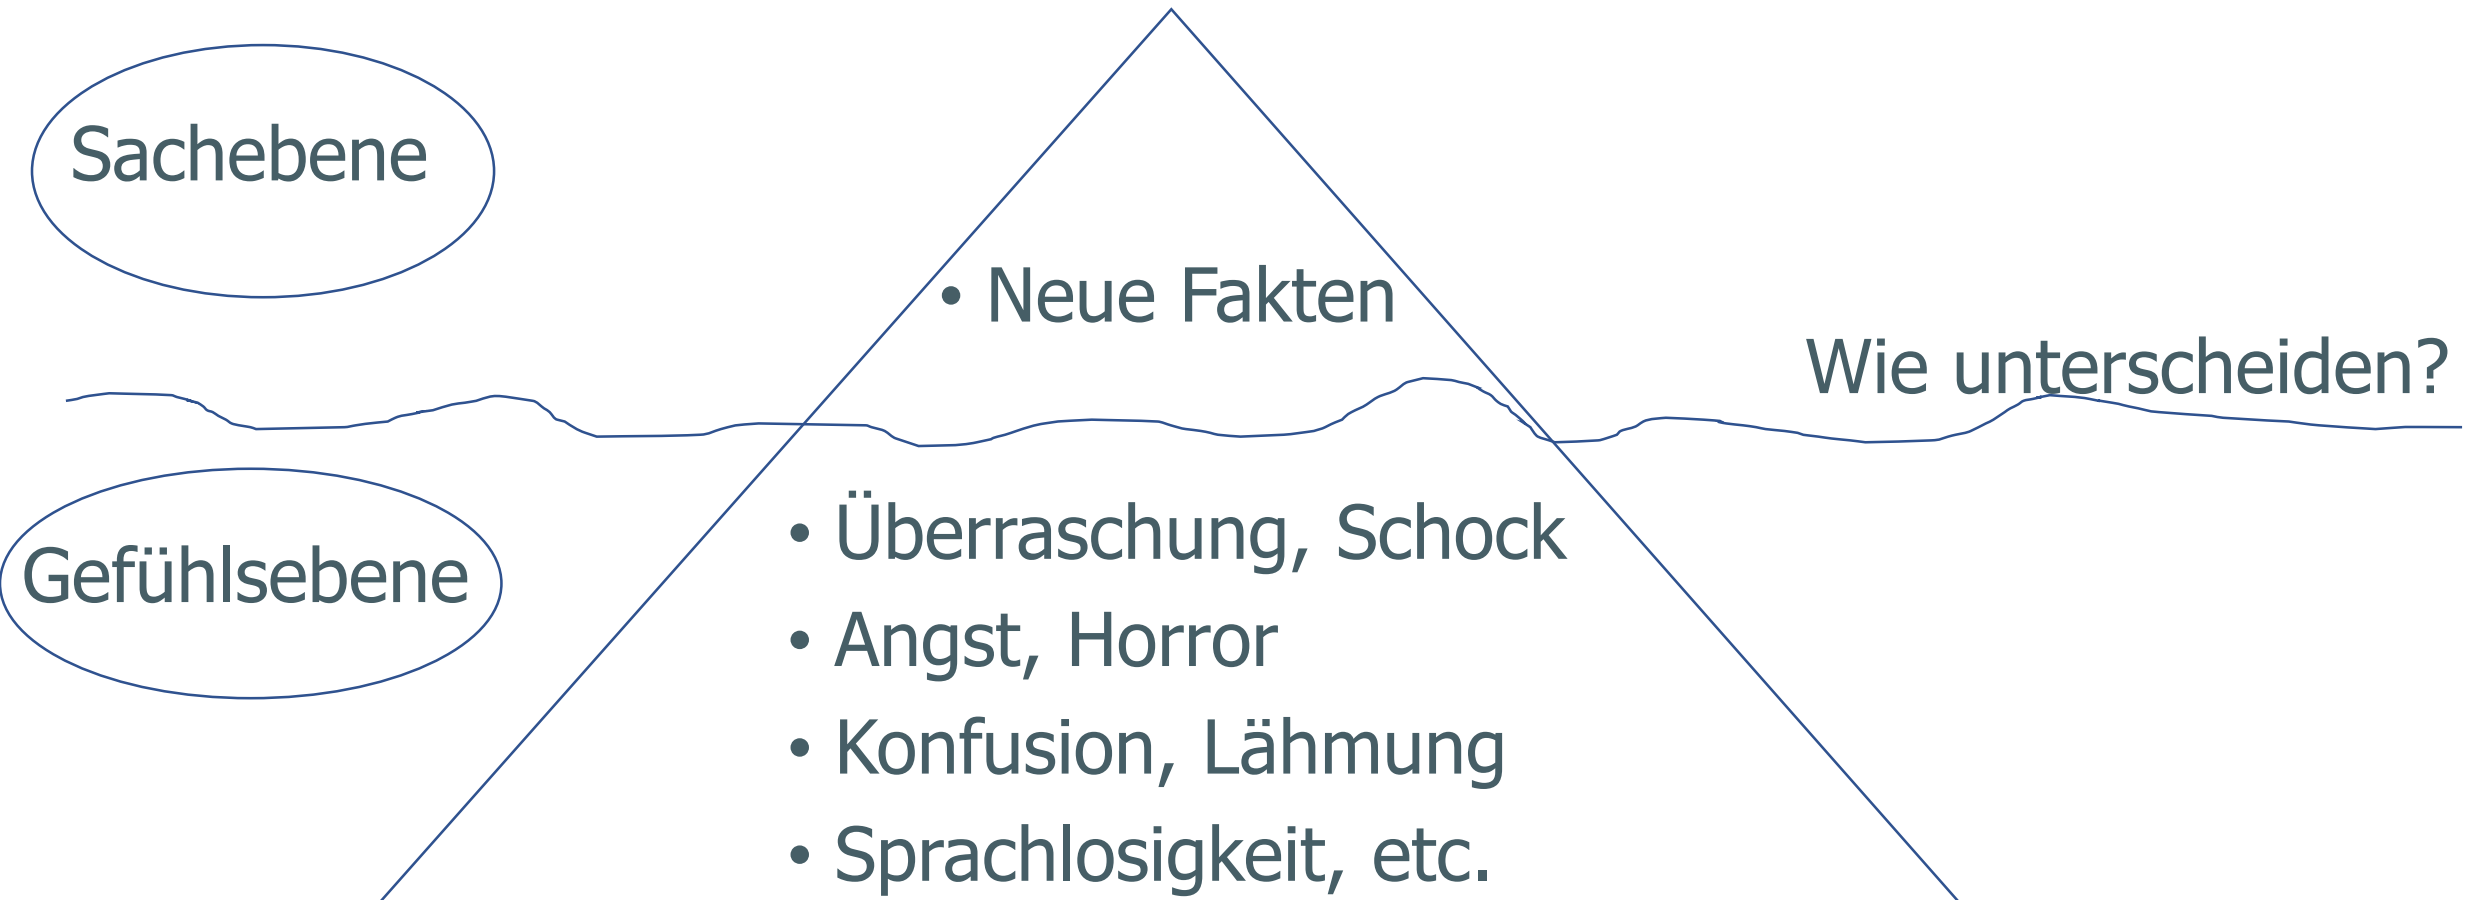 Sachebene
• Neue Fakten
Wie unterscheiden?
Gefühlsebene
• Überraschung, Schock
• Angst, Horror
• Konfusion, Lähmung
• Sprachlosigkeit, etc.